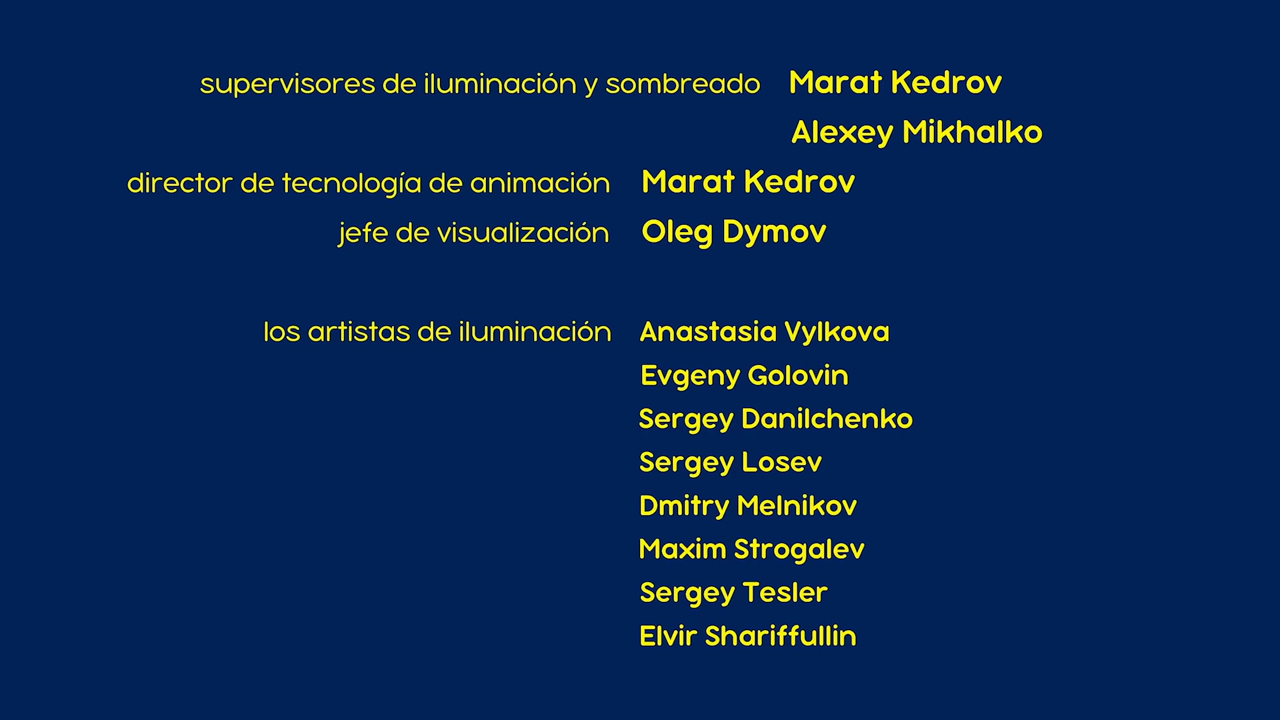 supervisores de iluminación y sombreado Marat Kedrov
Alexey Mikhalko
director de tecnología de animación Marat Kedrov
jefe de visualización Oleg Dymov
los artistas de iluminación Anastasia Vylkova
Evgeny Golovin
Sergey Danilchenko
Sergey Losev
Dmitry Melnikov
Maxim Strogalev
Sergey Tesler
Elvir Shariffullin